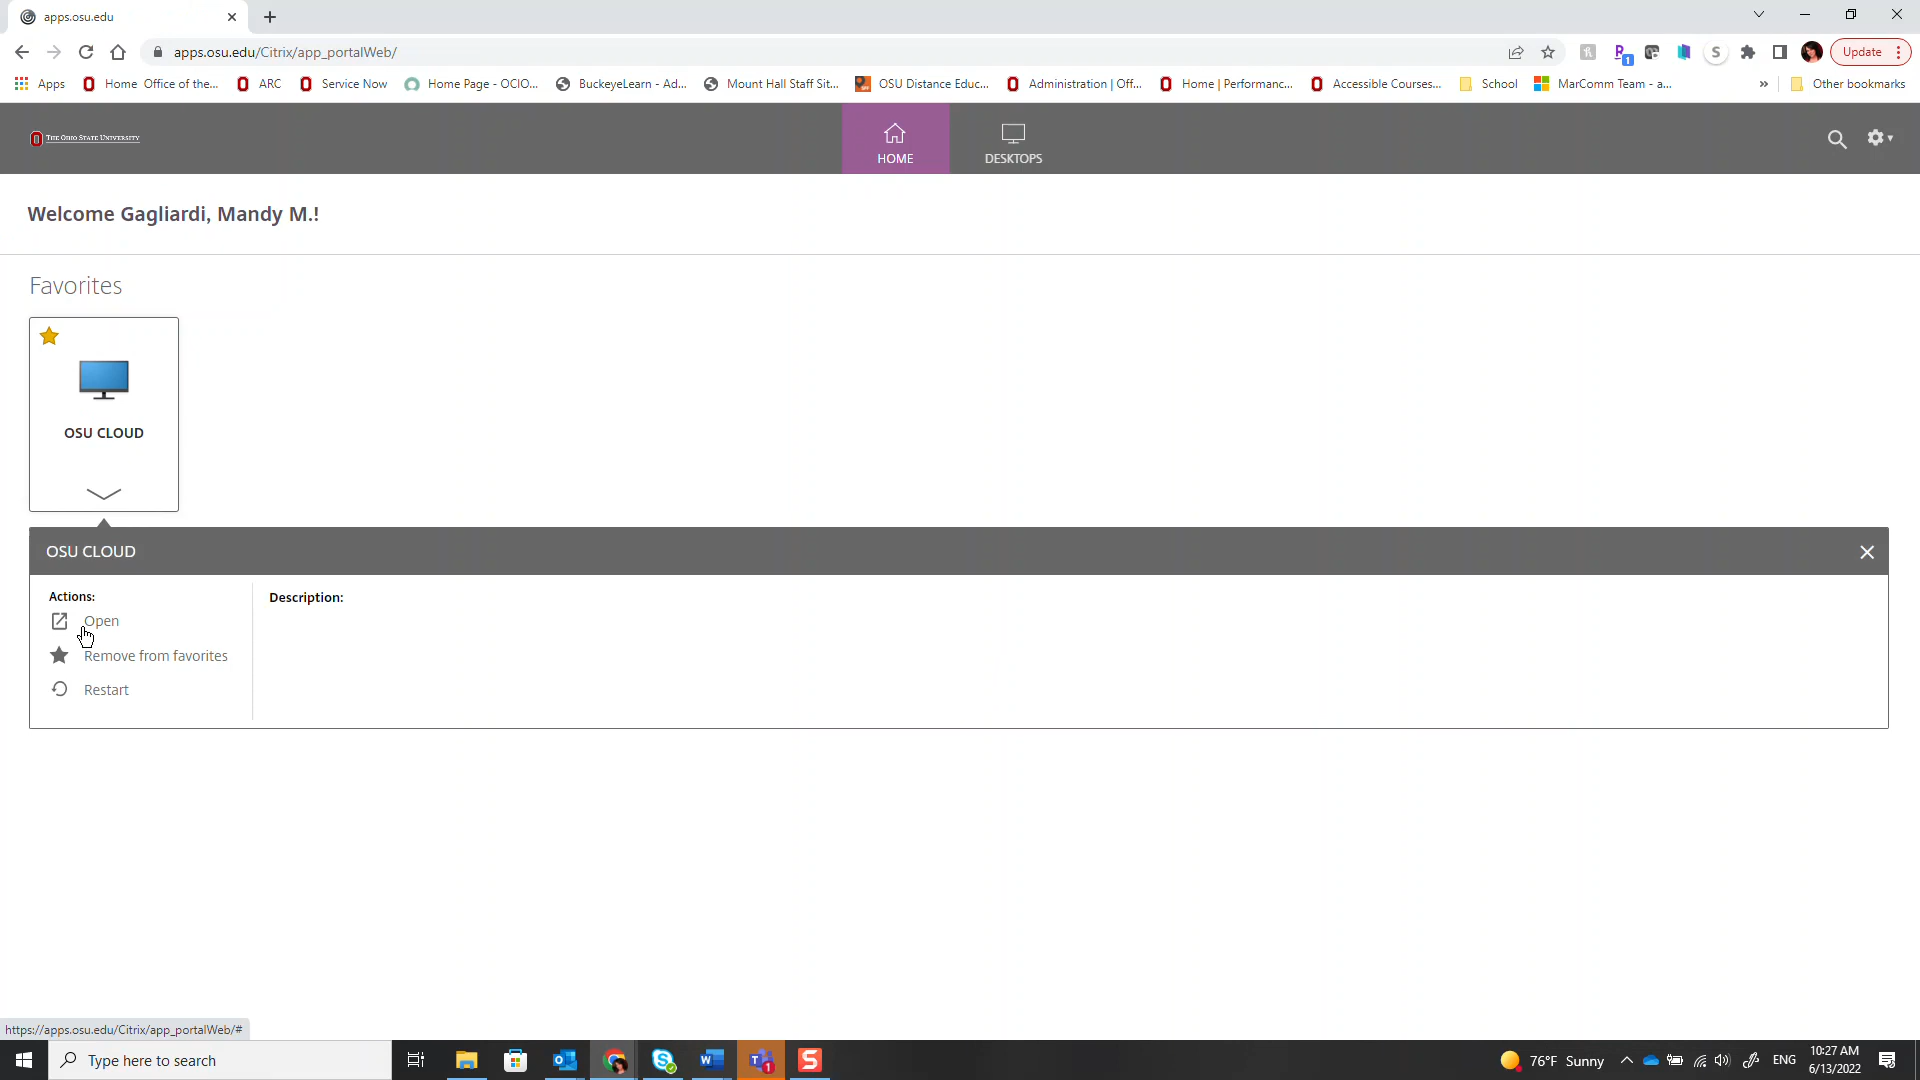 apps.osu.edu
apps.osu.edu/Citrix/app_portalWeb/
Update
Apps
Home Office of the...
ARC
Service Now
Home Page - OCIO...
BuckeyeLearn - Ad...
Mount Hall Staff Sit...
OSU Distance Educ...
Administration | Off...
Home | Performanc...
Accessible Courses...
School
MarComm Team - a...
»
Other bookmarks
THE OHIO STATE UNIVERSITY
HOME
DESKTOPS
Welcome Gagliardi, Mandy M.!
Favorites
OSU CLOUD
OSU CLOUD
Actions:
Description:
Open
Remove from favorites
Restart
https://apps.osu.edu/Citrix/app_portalWeb/#
Type here to search
76°F Sunny
ENG
10:27 AM
6/13/2022